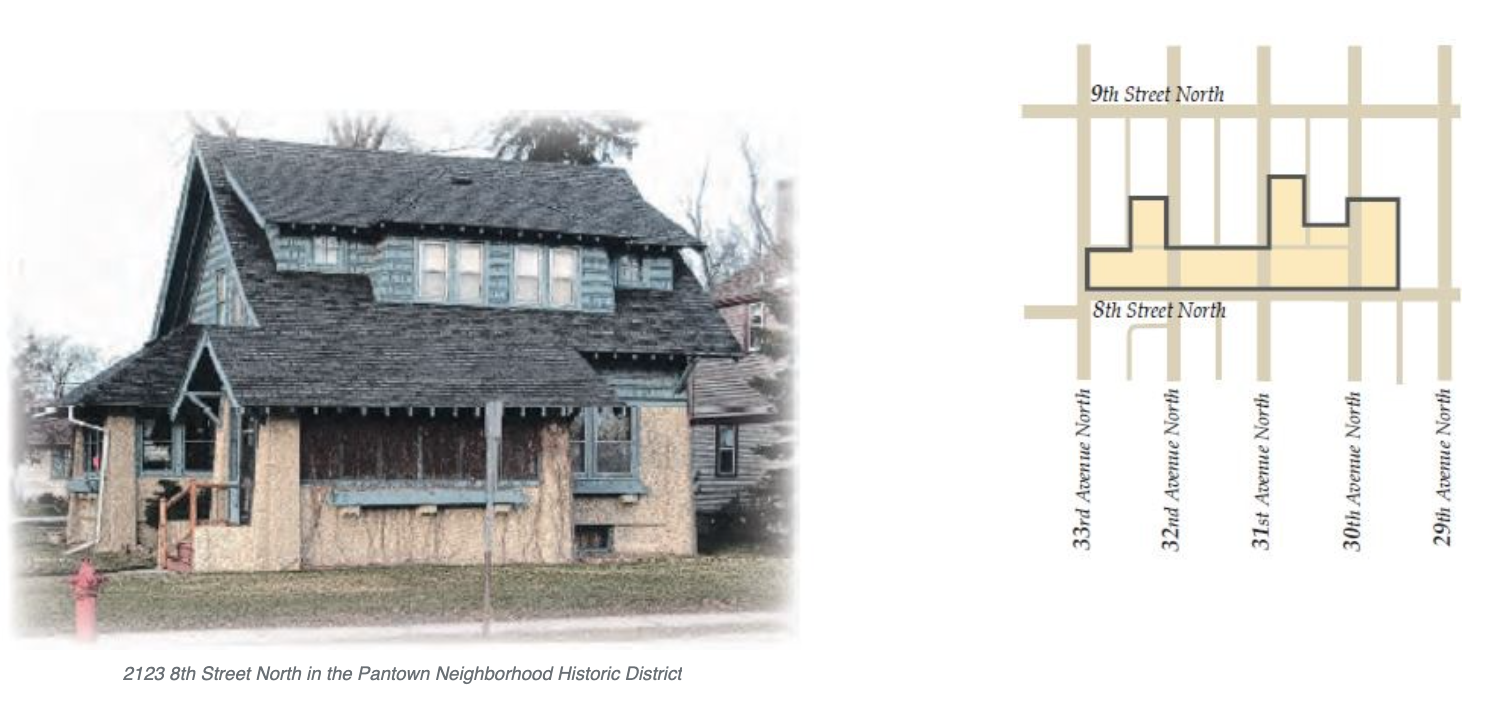 9th Street North
8th Street North
33rd Avenue North
32nd Avenue North
31st Avenue North
30th Avenue North
29th Avenue North
2123 8th Street North in the Pantown Neighborhood Historic District